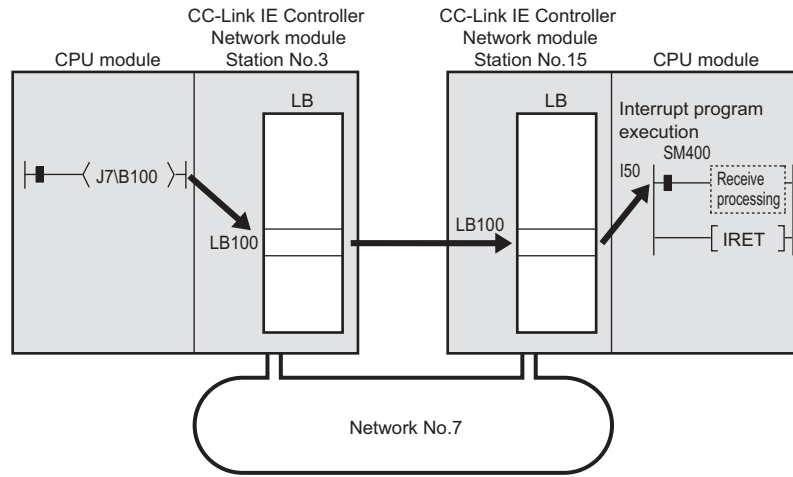 CC-Link IE Controller
Network module
Station No.3
CC-Link IE Controller
Network module
Station No.15
CPU module
CPU module
LB
LB
Interrupt program
execution
SM400
I50
Receive
processing
J7\B100
LB100
LB100
IRET
Network No.7